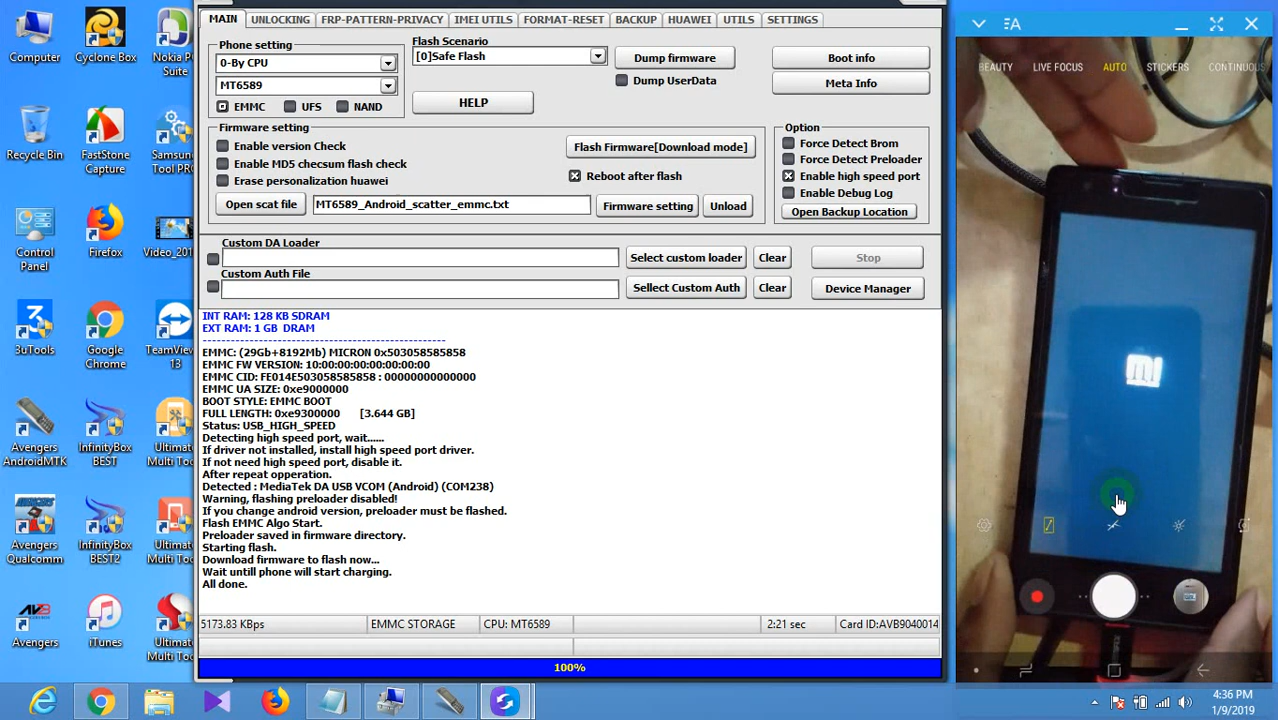 Computer
Cyclone Box
Nokia P
Suite
Recycle Bin
FastStone
Capture
Samsun
Tool PRO
Control
Panel
Firefox
Video_201
3uTools
Google
Chrome
TeamView
13
Avengers
AndroidMTK
InfinityBox
BEST
Ultimat
Multi Too
Avengers
Qualcomm
InfinityBox
BEST2
Ultimat
Multi Too
Avengers
iTunes
Ultimat
Multi Too
MAIN
UNLOCKING
FRP-PATTERN-PRIVACY
IMEI UTILS
FORMAT-RESET
BACKUP
HUAWEI
UTILS
SETTINGS
Phone setting
0-By CPU
MT6589
EMMC
UFS
NAND
Flash Scenario
[0]Safe Flash
HELP
Dump firmware
Dump UserData
Boot info
Meta Info
Firmware setting
Enable version Check
Enable MD5 checsum flash check
Erase personalization huawei
Flash Firmware[Download mode]
Reboot after flash
Open scat file
MT6589_Android_scatter_emmc.txt
Firmware setting
Unload
Option
Force Detect Brom
Force Detect Preloader
Enable high speed port
Enable Debug Log
Open Backup Location
Custom DA Loader
Select custom loader
Clear
Stop
Custom Auth File
Sellect Custom Auth
Clear
Device Manager
INT RAM: 128 KB SDRAM
EXT RAM: 1 GB DRAM
------------------------------------------------
EMMC: (29Gb+8192Mb) MICRON 0x503058585858
EMMC FW VERSION: 10:00:00:00:00:00:00:00
EMMC CID: FE014E503058585858 : 00000000000000
EMMC UA SIZE: 0xe9000000
BOOT STYLE: EMMC BOOT
FULL LENGTH: 0xe9300000 [3.644 GB]
Status: USB_HIGH_SPEED
Detecting high speed port, wait......
If driver not installed, install high speed port driver.
If not need high speed port, disable it.
After repeat opperation.
Detected : MediaTek DA USB VCOM (Android) (COM238)
Warning, flashing preloader disabled!
If you change android version, preloader must be flashed.
Flash EMMC Algo Start.
Preloader saved in firmware directory.
Starting flash.
Download firmware to flash now...
Wait untill phone will start charging.
All done.
5173.83 KBps
EMMC STORAGE
CPU: MT6589
2:21 sec
Card ID:AVB9040014
100%
BEAUTY
LIVE FOCUS
AUTO
STICKERS
CONTINUOUS
mi
4:36 PM
1/9/2019